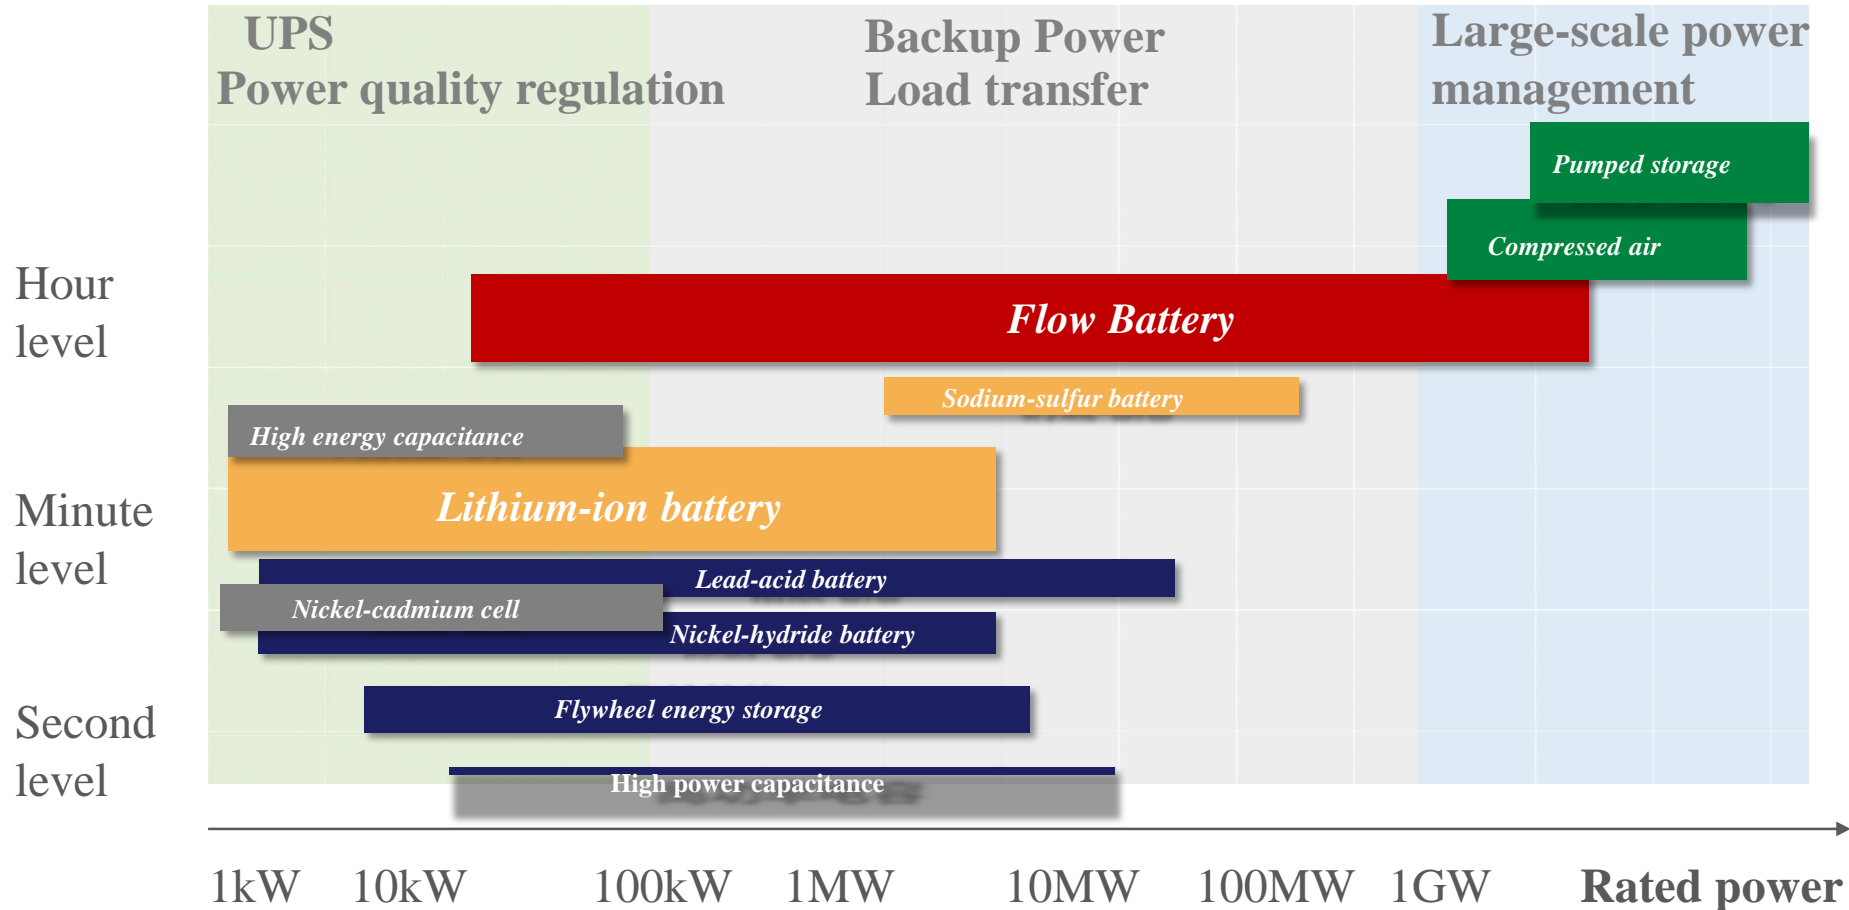 UPS
Power quality regulation
Backup Power
Load transfer
Large-scale power
management
Pumped storage
Compressed air
Hour
level
Flow Battery
Sodium-sulfur battery
High energy capacitance
Minute
level
Lithium-ion battery
Lead-acid battery
Nickel-cadmium cell
Nickel-hydride battery
Second
level
Flywheel energy storage
High power capacitance
1kW 10kW 100kW 1MW 10MW 100MW 1GW Rated power